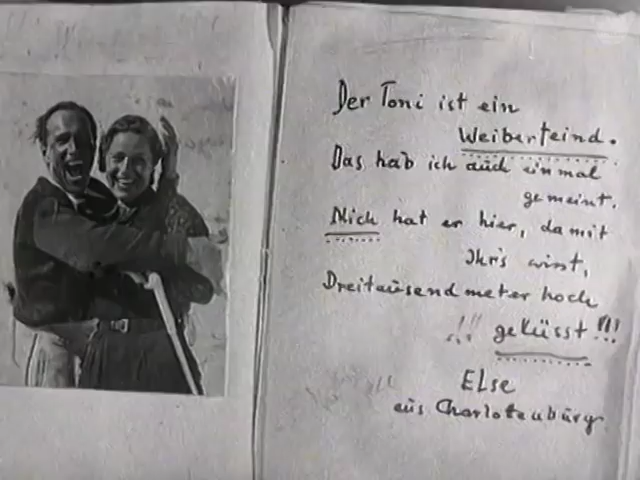 Der Toni ist ein
Weiberfeind.
Das hab ich auch einmal
gemeint.
Mich hat er hier, damit
Ihr's wisst,
Dreitausend meter hoch
!! geküsst!!!
Else
aus Charlottenburg